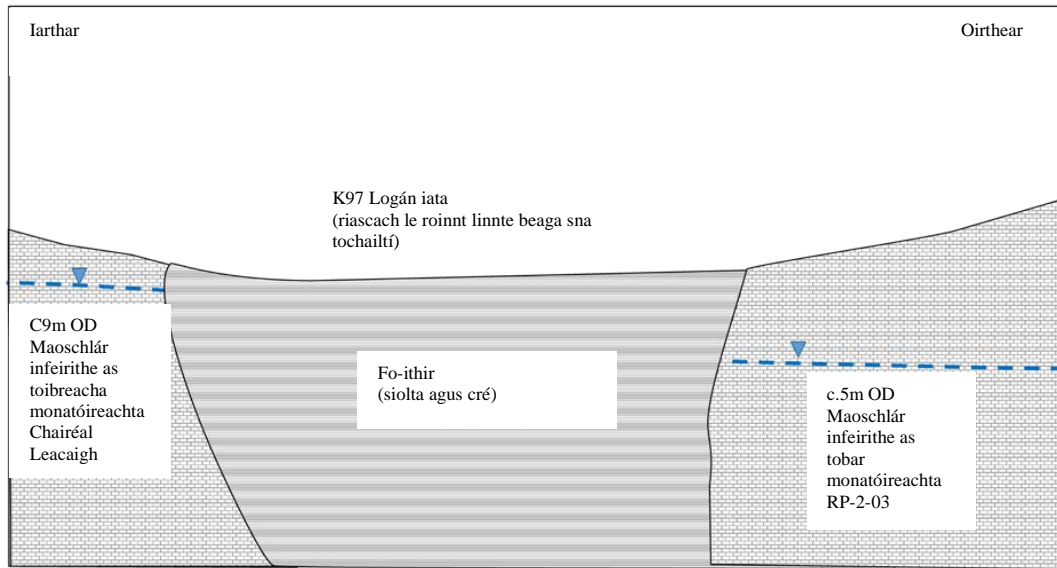 Iarthar
Oirthear
K97 Logán iata
(riascach le roinnt linnte beaga sna
tochailtí)
C9m OD
Maoschlár
infeirithe as
toibreacha
monatóireachta
Chairéal
Leacaigh
Fo-ithir
(siolta agus cré)
c.5m OD
Maoschlár
infeirithe as
tobar
monatóireachta
RP-2-03